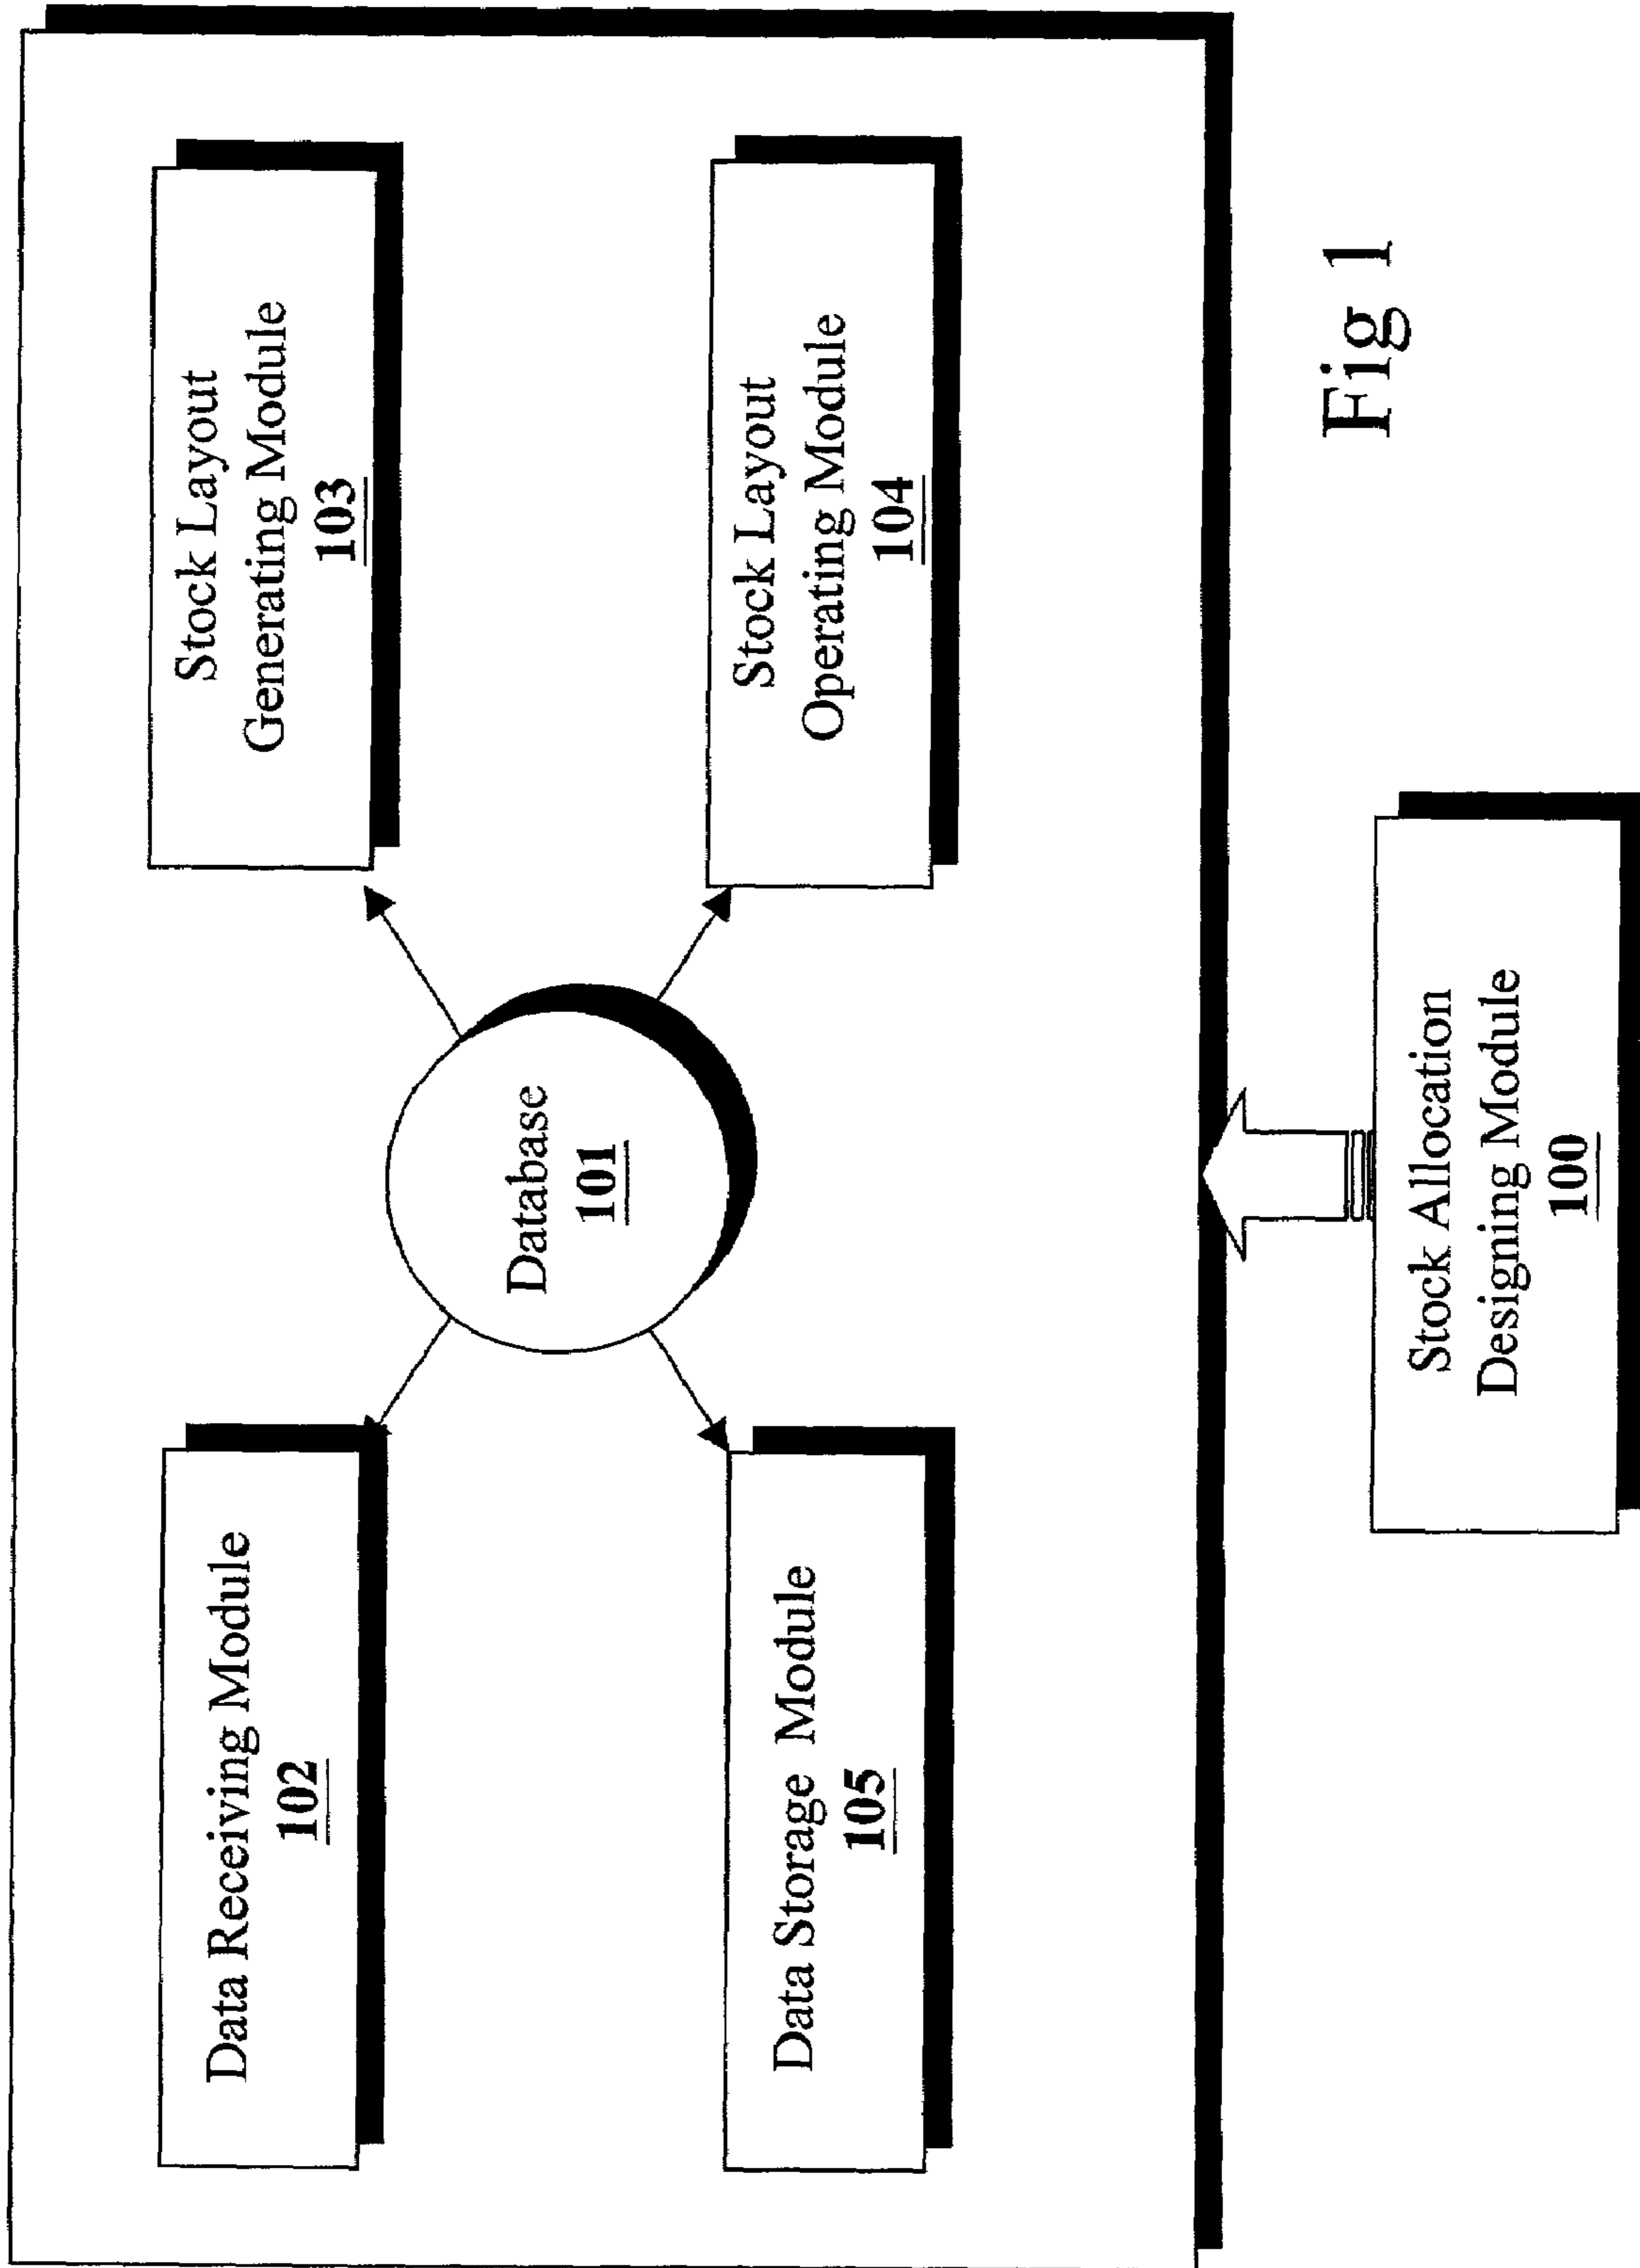 Data Receiving Module
102
Stock Layout
Generating Module
103
Database
101
Data Storage Module
105
Stock Layout
Operating Module
104
Stock Allocation
Designing Module
100
Fig 1